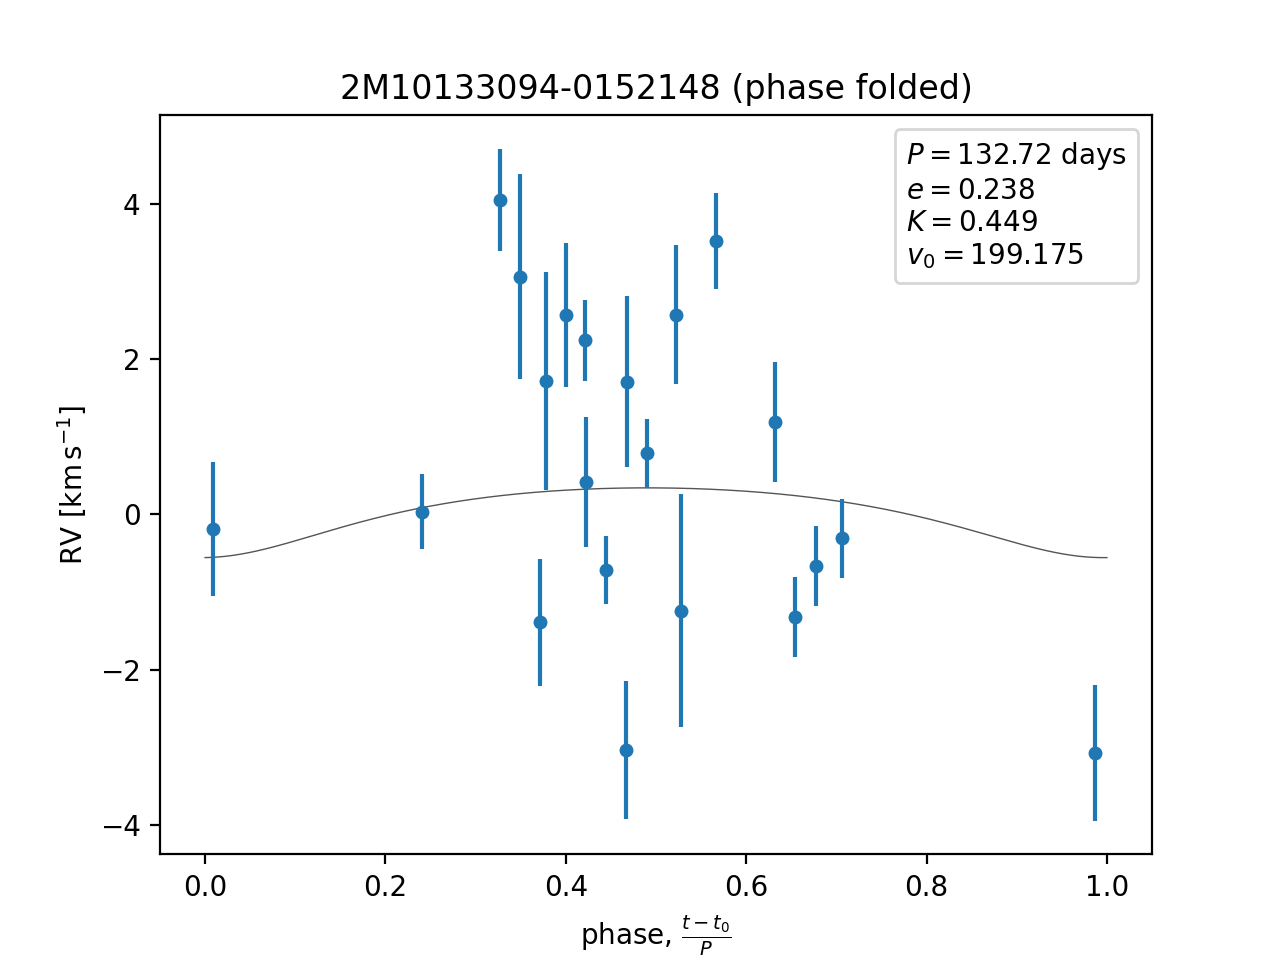 2M10133094-0152148 (phase folded)
P = 132.72 days
e = 0.238
K = 0.449
v₀ = 199.175
4
2
0
−2
−4
RV [km s⁻¹]
0.0 0.2 0.4 0.6 0.8 1.0
phase, (t − t₀)/P